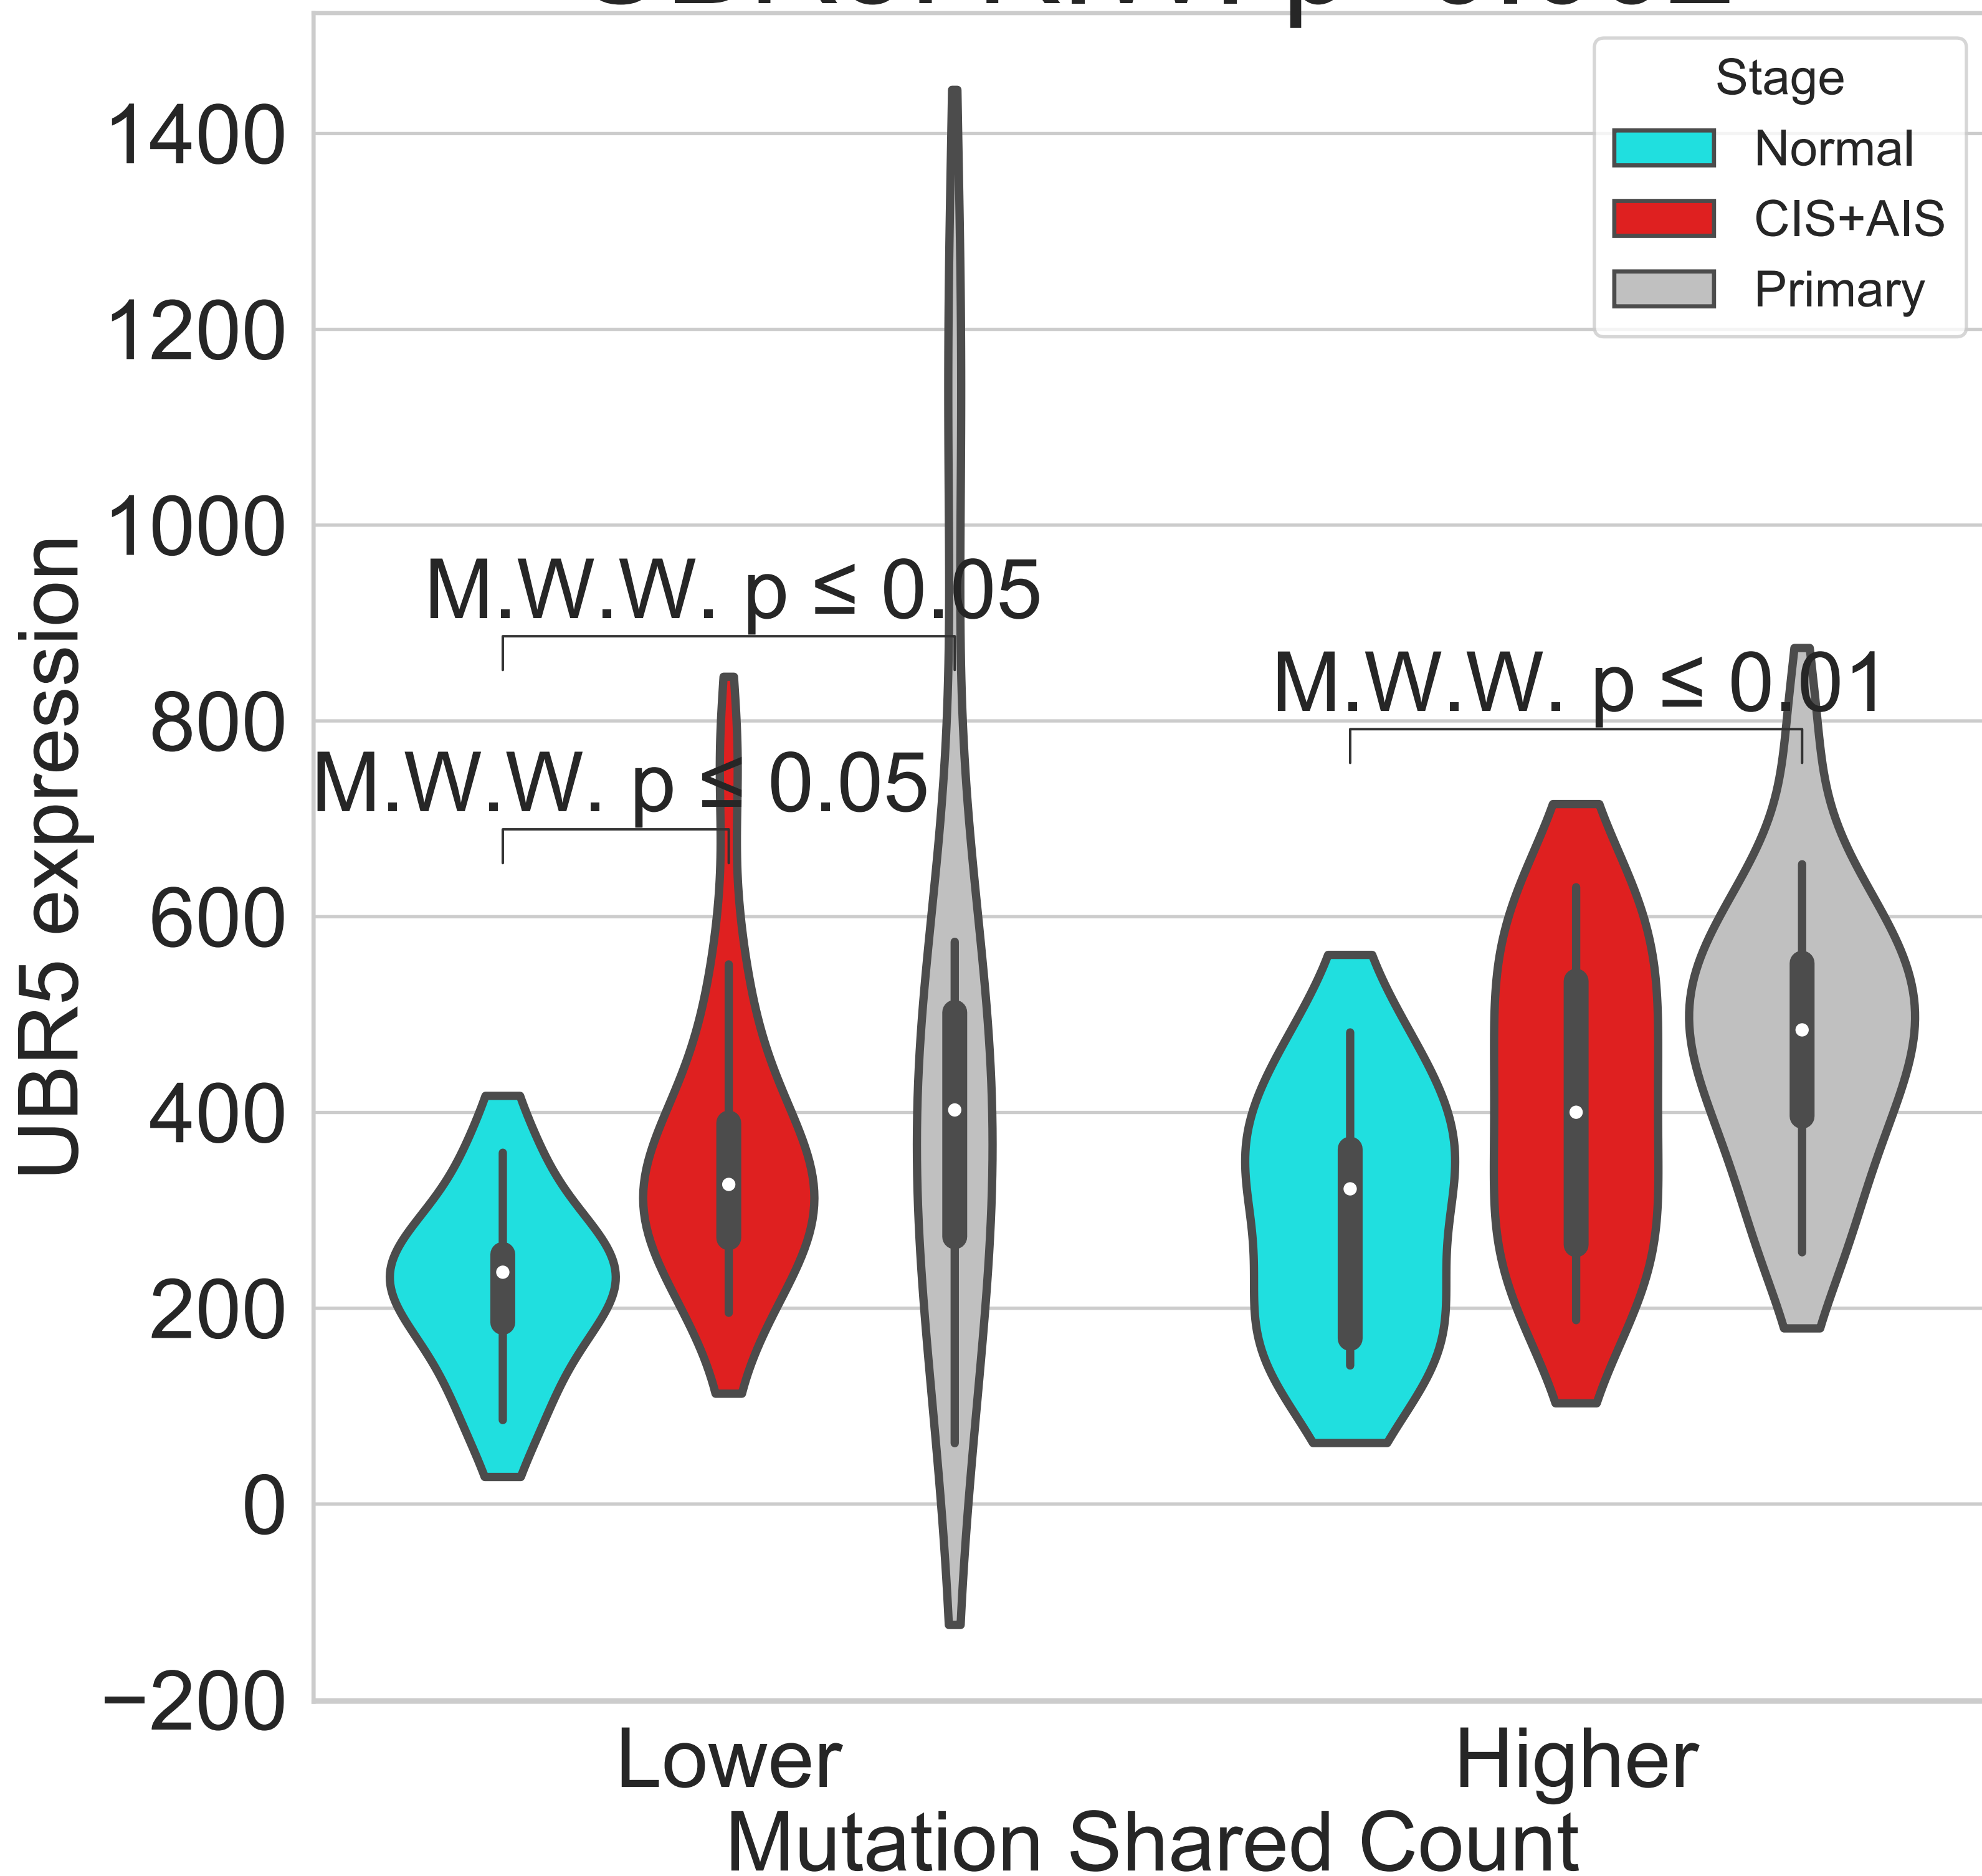 Stage
Normal
CIS+AIS
Primary
1400
1200
1000
800
600
400
200
0
−200
UBR5 expression
M.W.W. p ≤ 0.05
M.W.W. p ≤ 0.05
M.W.W. p ≤ 0.01
Lower
Higher
Mutation Shared Count